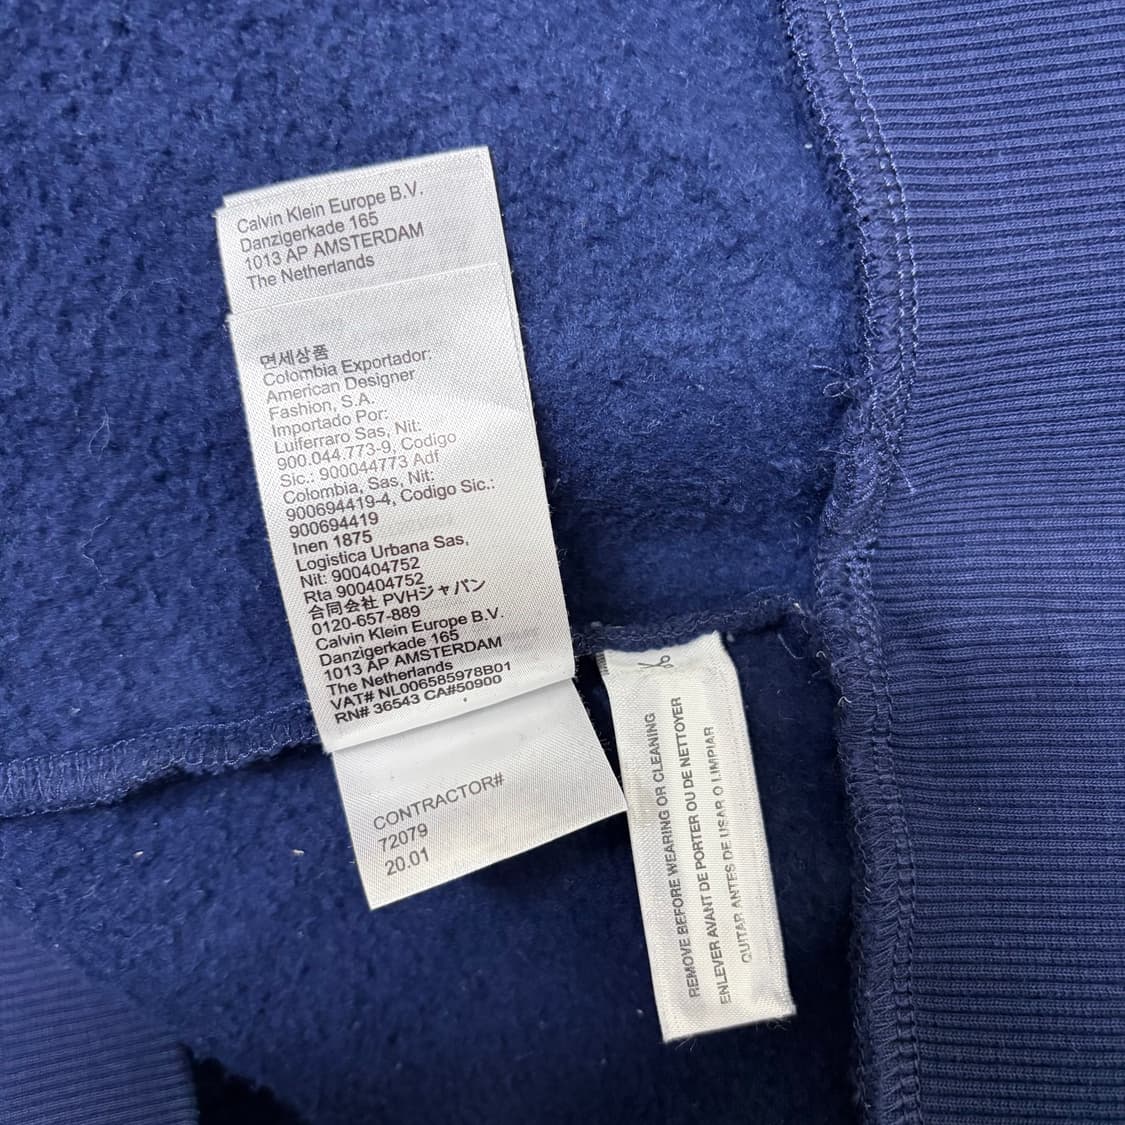 Calvin Klein Europe B.V.
Danzigerkade 165
1013 AP AMSTERDAM
The Netherlands
면세상품
Colombia Exportador:
American Designer
Fashion, S.A.
Importado Por:
Luiferraro Sas, Nit:
900.044.773-9, Codigo
Sic.: 900044773 Adf
Colombia, Sas, Nit:
900694419-4, Codigo Sic.:
900694419
Inen 1875
Logistica Urbana Sas,
Nit: 900404752
Rta 900404752
合同会社 PVHジャパン
0120-657-889
Calvin Klein Europe B.V.
Danzigerkade 165
1013 AP AMSTERDAM
The Netherlands
VAT# NL006585978B01
RN# 36543 CA#50900
CONTRACTOR#
72079
20.01
REMOVE BEFORE WEARING OR CLEANING
ENLEVER AVANT DE PORTER OU DE NETTOYER
QUITAR ANTES DE USAR O LIMPIAR